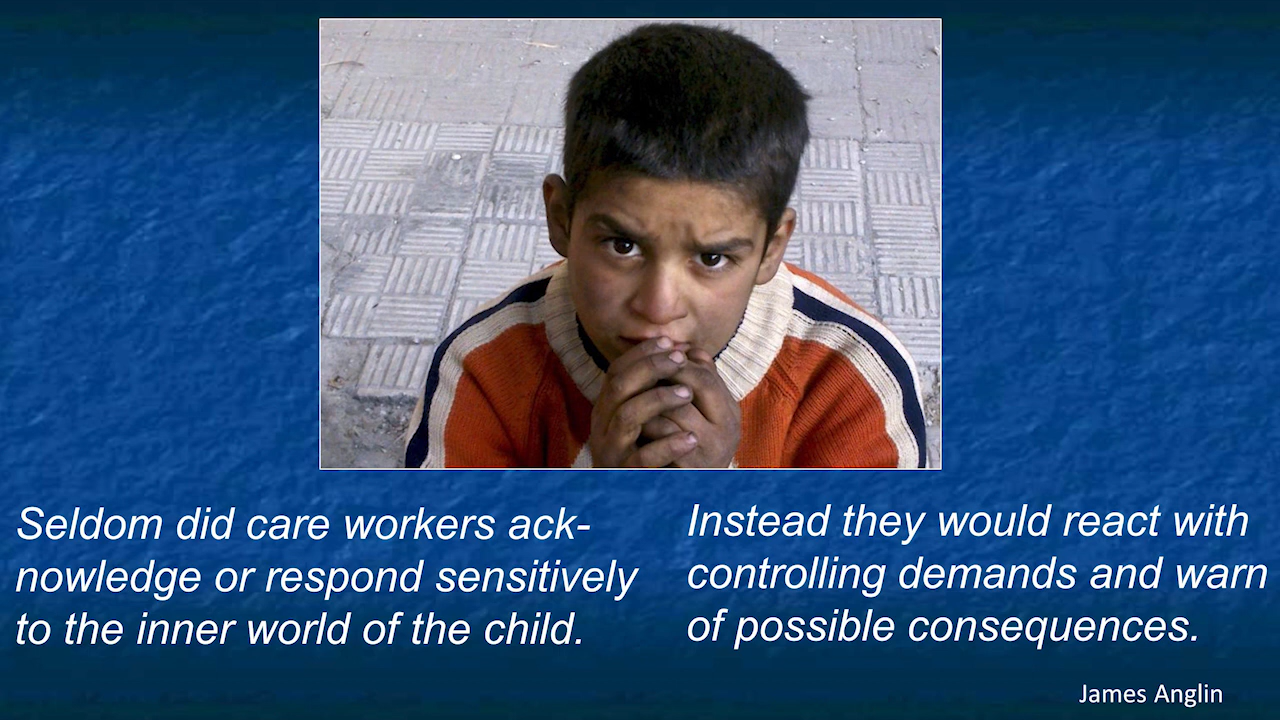 Seldom did care workers ack-
nowledge or respond sensitively
to the inner world of the child.
Instead they would react with
controlling demands and warn
of possible consequences.
James Anglin